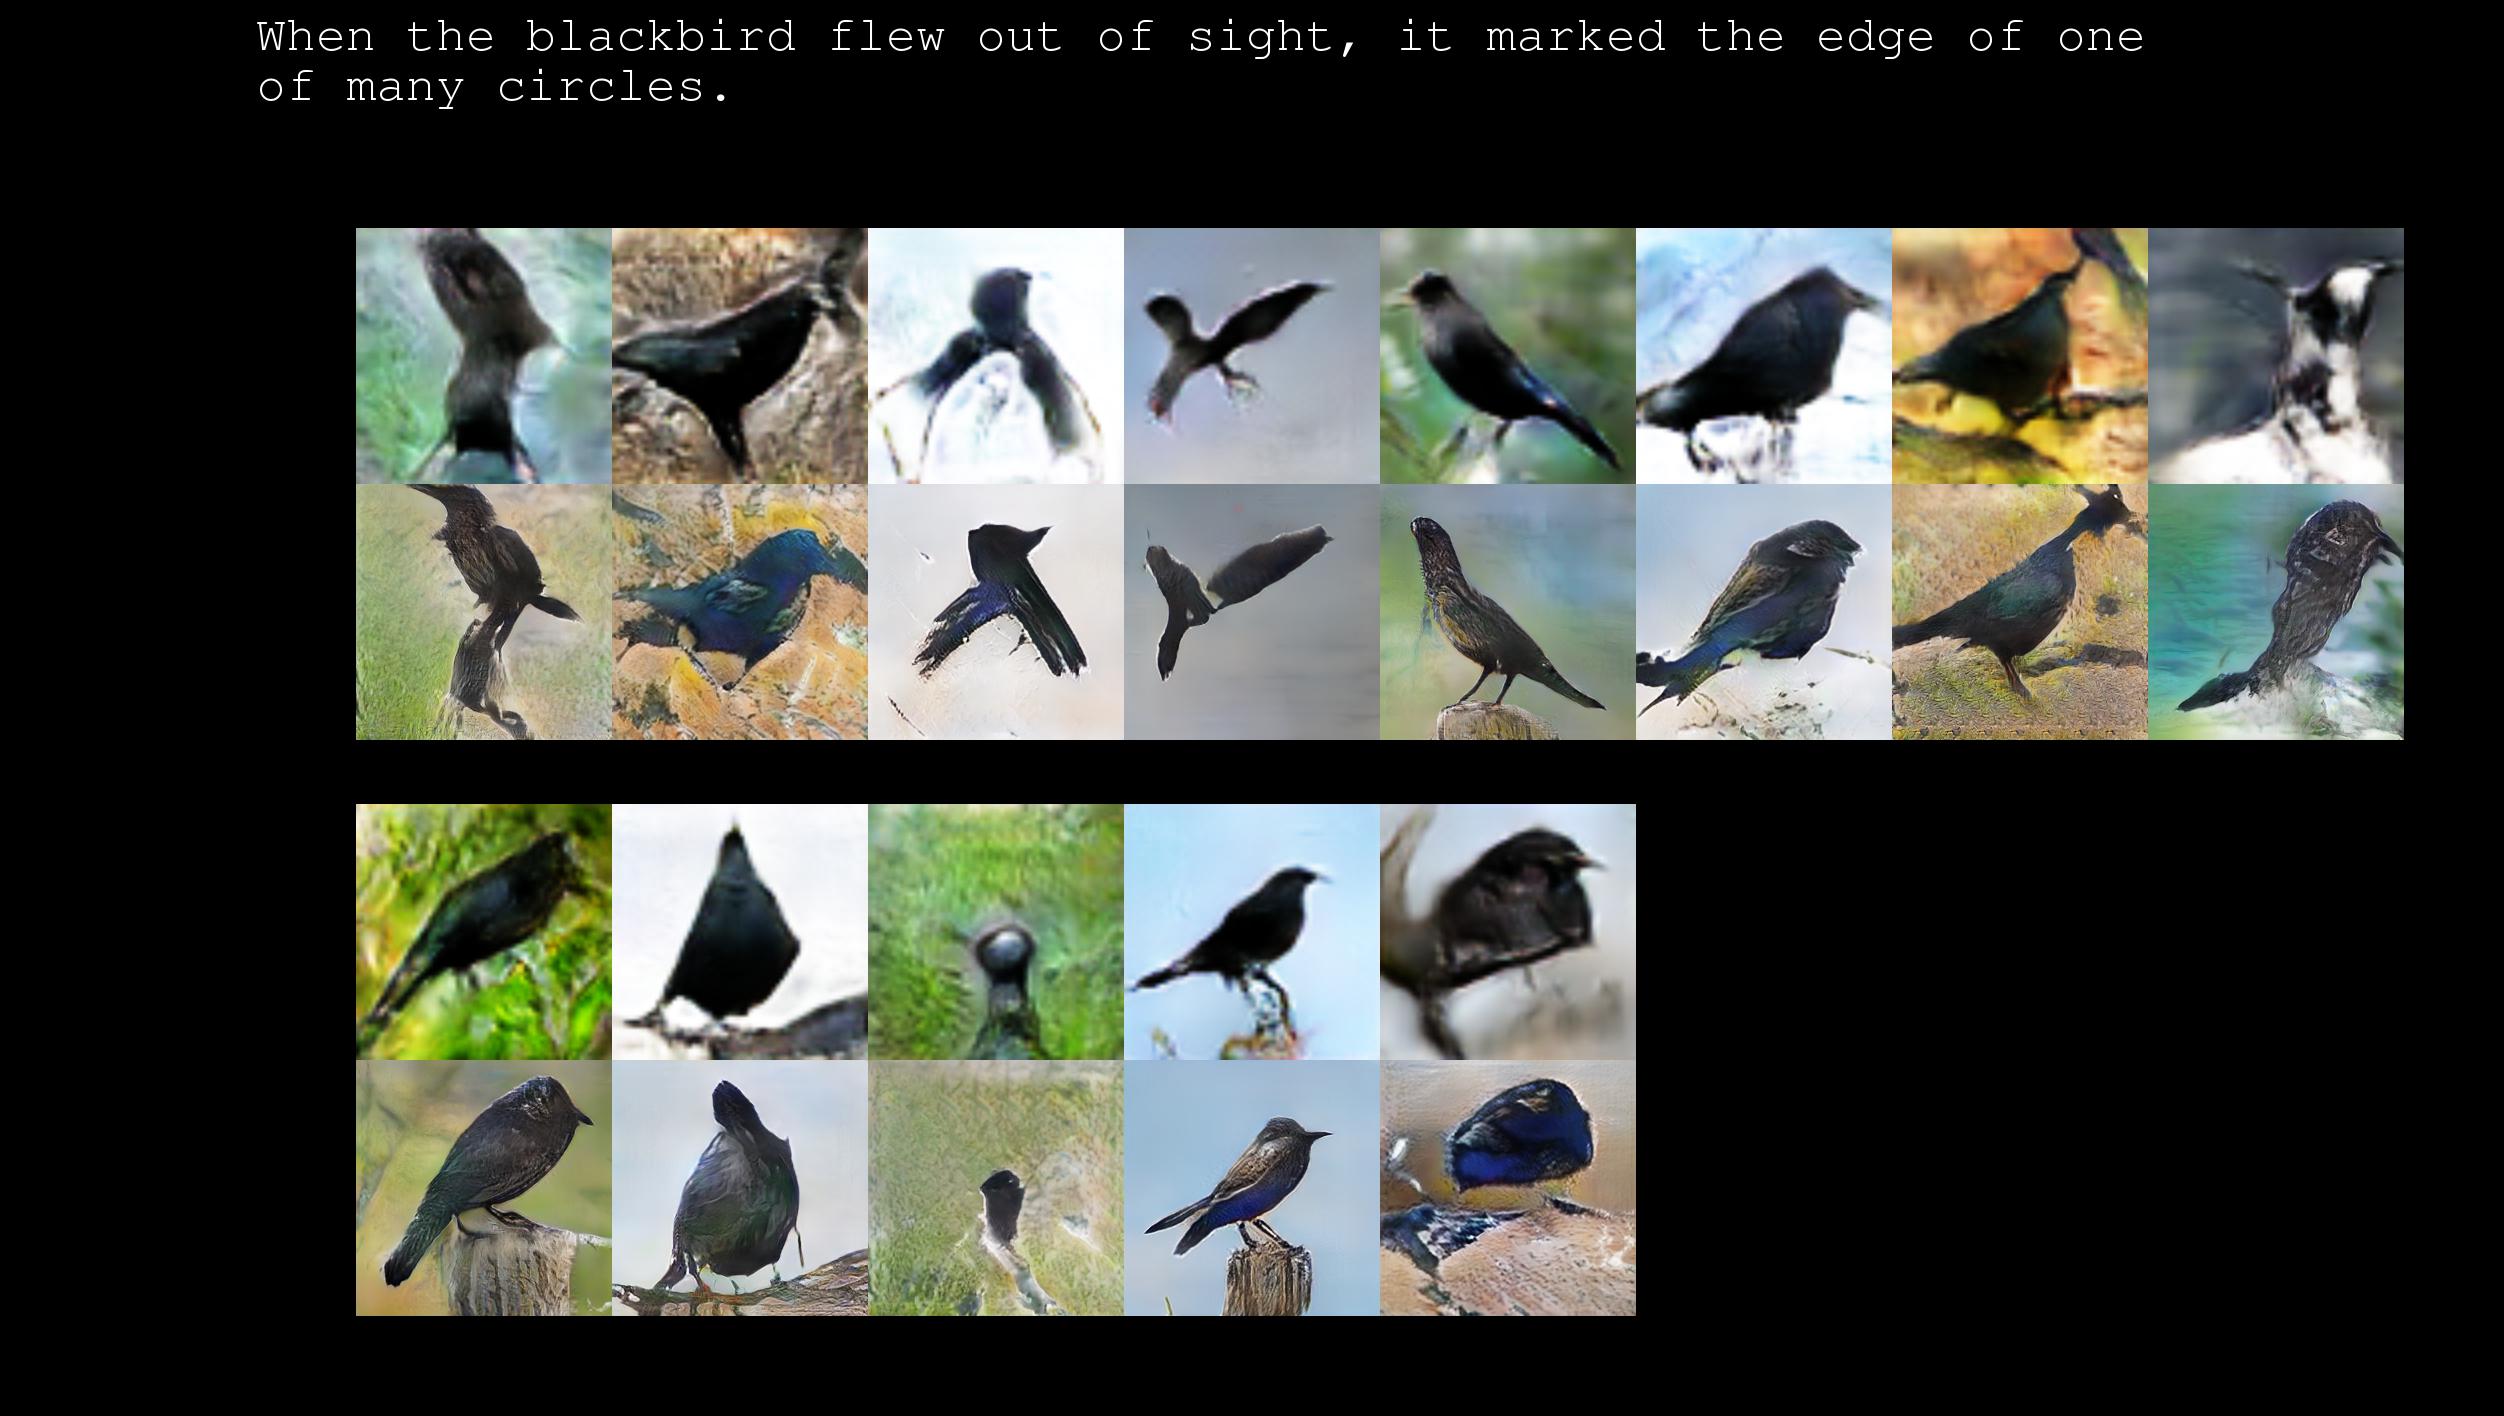 When the blackbird flew out of sight, it marked the edge of one
of many circles.